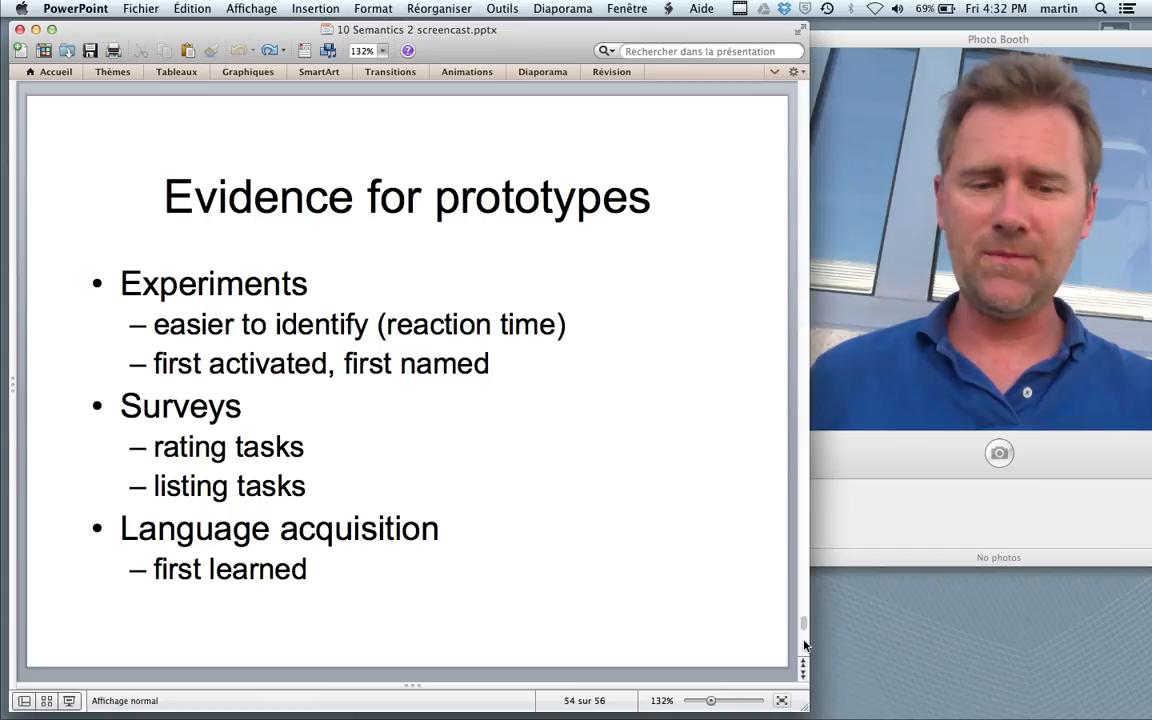 PowerPoint Fichier Édition Affichage Insertion Format Réorganiser Outils Diaporama Fenêtre Aide 69% Fri 4:32 PM martin
10 Semantics 2 screencast.pptx
Photo Booth
132%
Rechercher dans la présentation
Accueil Thèmes Tableaux Graphiques SmartArt Transitions Animations Diaporama Révision
Evidence for prototypes
• Experiments
– easier to identify (reaction time)
– first activated, first named
• Surveys
– rating tasks
– listing tasks
• Language acquisition
– first learned
No photos
Affichage normal 54 sur 56 132%